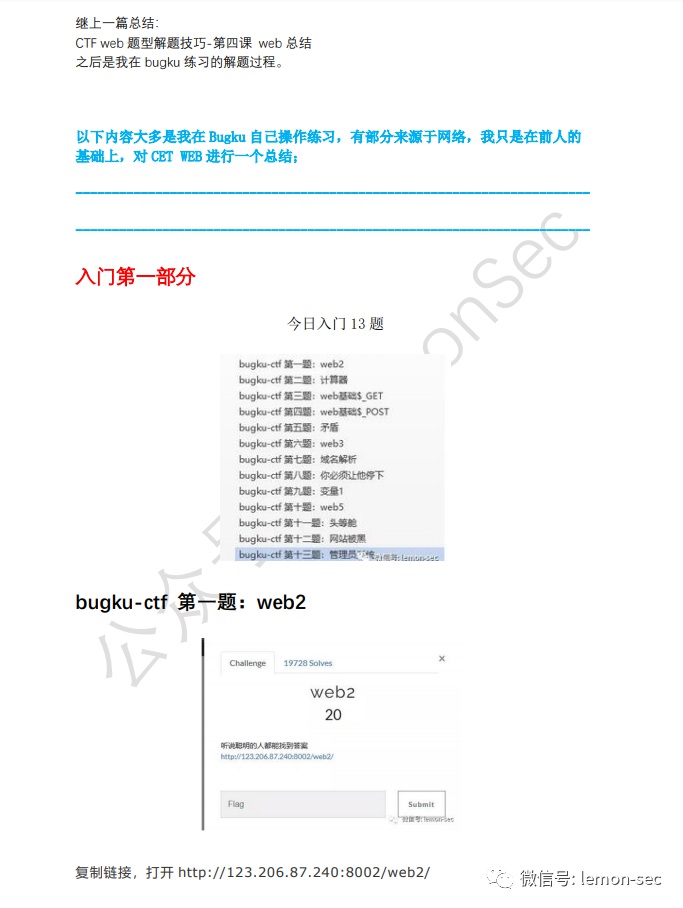 继上一篇总结：
CTF web 题型解题技巧-第四课 web 总结
之后是我在 bugku 练习的解题过程。
以下内容大多是我在 Bugku 自己操作练习，有部分来源于网络，我只是在前人的
基础上，对 CET WEB 进行一个总结；
入门第一部分
今日入门 13 题
bugku-ctf 第一题：web2
bugku-ctf 第二题：计算器
bugku-ctf 第三题：web基础$_GET
bugku-ctf 第四题：web基础$_POST
bugku-ctf 第五题：矛盾
bugku-ctf 第六题：web3
bugku-ctf 第七题：域名解析
bugku-ctf 第八题：你必须让他停下
bugku-ctf 第九题：变量1
bugku-ctf 第十题：web5
bugku-ctf 第十一题：头等舱
bugku-ctf 第十二题：网站被黑
bugku-ctf 第十三题：管理员系统
微信号: lemon-sec
bugku-ctf 第一题：web2
Challenge 19728 Solves ×
web2
20
听说聪明的人都能找到答案
http://123.206.87.240:8002/web2/
Flag Submit
微信号: lemon-sec
复制链接，打开 http://123.206.87.240:8002/web2/
微信号: lemon-sec